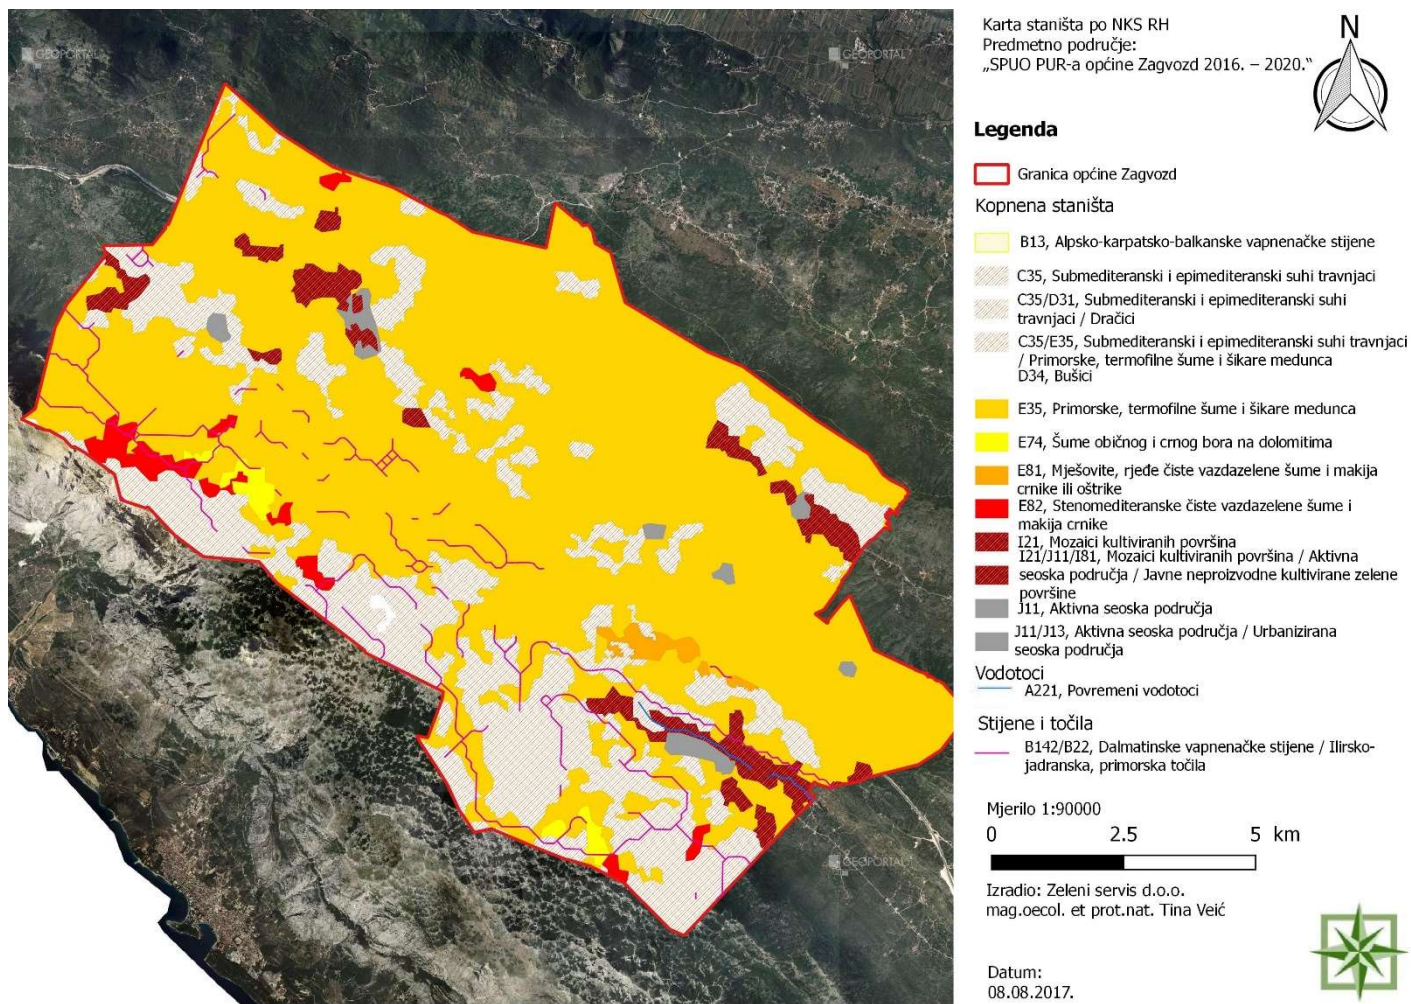 GEOPORTAL
GEOPORTAL
GEOPORTAL
Karta staništa po NKS RH
Predmetno područje:
„SPUO PUR-a općine Zagvozd 2016. – 2020.“
N
Legenda
Granica općine Zagvozd
Kopnena staništa
B13, Alpsko-karpatsko-balkanske vapnenačke stijene
C35, Submediteranski i epimediteranski suhi travnjaci
C35/D31, Submediteranski i epimediteranski suhi
travnjaci / Dračici
C35/E35, Submediteranski i epimediteranski suhi travnjaci
/ Primorske, termofilne šume i šikare medunca
D34, Bušici
E35, Primorske, termofilne šume i šikare medunca
E74, Šume običnog i crnog bora na dolomitima
E81, Mješovite, rjeđe čiste vazdazelene šume i makija
crnike ili oštrike
E82, Stenomediteranske čiste vazdazelene šume i
makija crnike
I21, Mozaici kultiviranih površina
I21/J11/I81, Mozaici kultiviranih površina / Aktivna
seoska područja / Javne neproizvodne kultivirane zelene
površine
J11, Aktivna seoska područja
J11/J13, Aktivna seoska područja / Urbanizirana
seoska područja
Vodotoci
A221, Povremeni vodotoci
Stijene i točila
B142/B22, Dalmatinske vapnenačke stijene / Ilirsko-
jadranska, primorska točila
Mjerilo 1:90000
0 2.5 5 km
Izradio: Zeleni servis d.o.o.
mag.oecol. et prot.nat. Tina Veić
Datum:
08.08.2017.